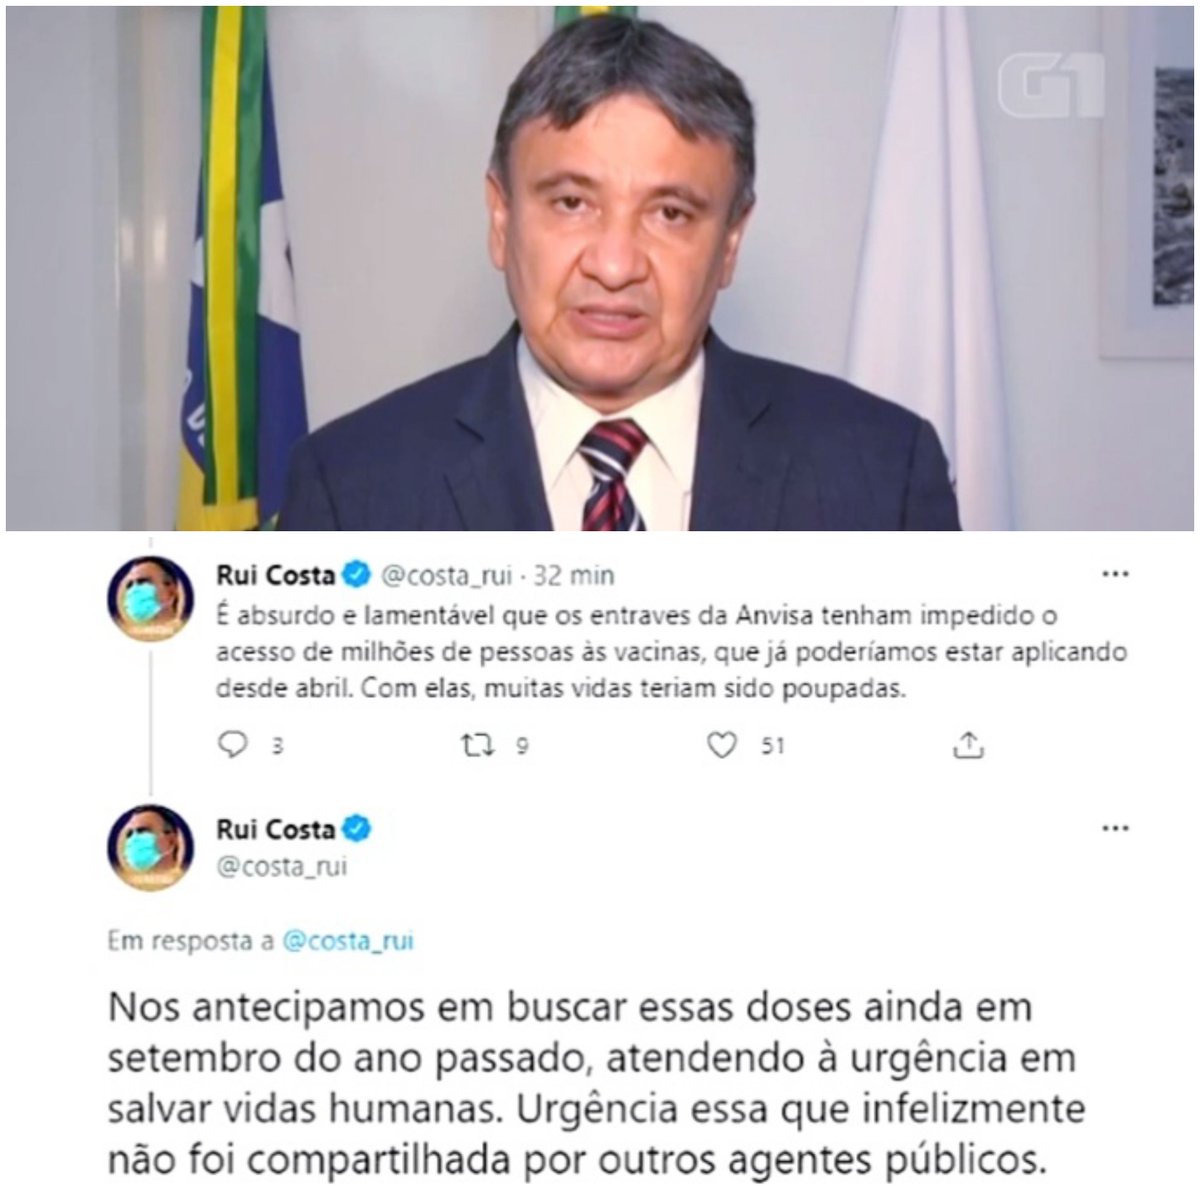 G1
Rui Costa @costa_rui · 32 min
É absurdo e lamentável que os entraves da Anvisa tenham impedido o
acesso de milhões de pessoas às vacinas, que já poderíamos estar aplicando
desde abril. Com elas, muitas vidas teriam sido poupadas.
3 9 51
Rui Costa
@costa_rui
Em resposta a @costa_rui
Nos antecipamos em buscar essas doses ainda em
setembro do ano passado, atendendo à urgência em
salvar vidas humanas. Urgência essa que infelizmente
não foi compartilhada por outros agentes públicos.